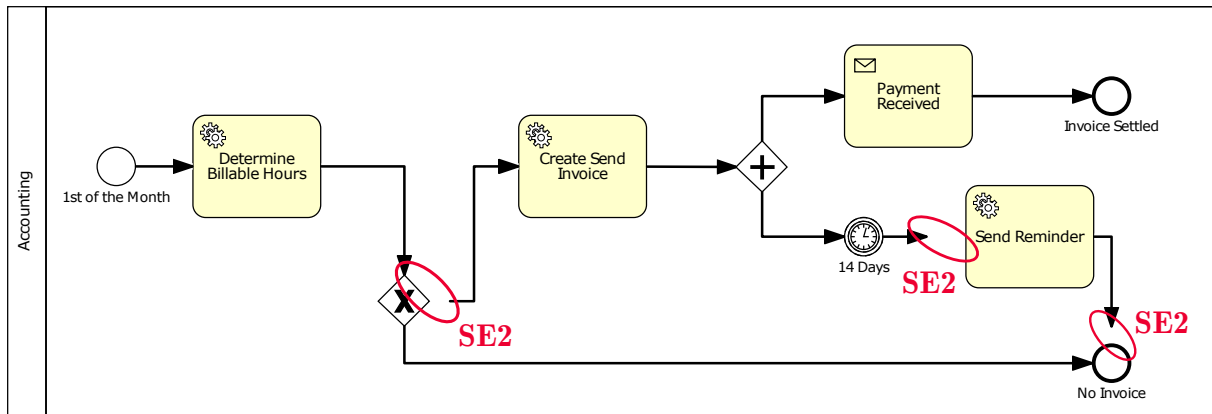 Accounting
1st of the Month
Determine
Billable Hours
X
SE2
Create Send
Invoice
Payment
Received
Invoice Settled
14 Days
SE2
Send Reminder
SE2
No Invoice